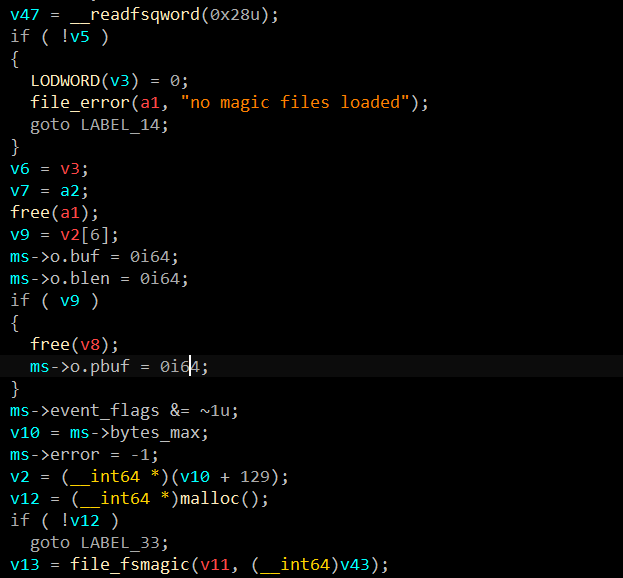 v47 = __readfsqword(0x28u);
if ( !v5 )
{
  LODWORD(v3) = 0;
  file_error(a1, "no magic files loaded");
  goto LABEL_14;
}
v6 = v3;
v7 = a2;
free(a1);
v9 = v2[6];
ms->o.buf = 0i64;
ms->o.blen = 0i64;
if ( v9 )
{
  free(v8);
  ms->o.pbuf = 0i64;
}
ms->event_flags &= ~1u;
v10 = ms->bytes_max;
ms->error = -1;
v2 = (__int64 *)(v10 + 129);
v12 = (__int64 *)malloc();
if ( !v12 )
  goto LABEL_33;
v13 = file_fsmagic(v11, (__int64)v43);